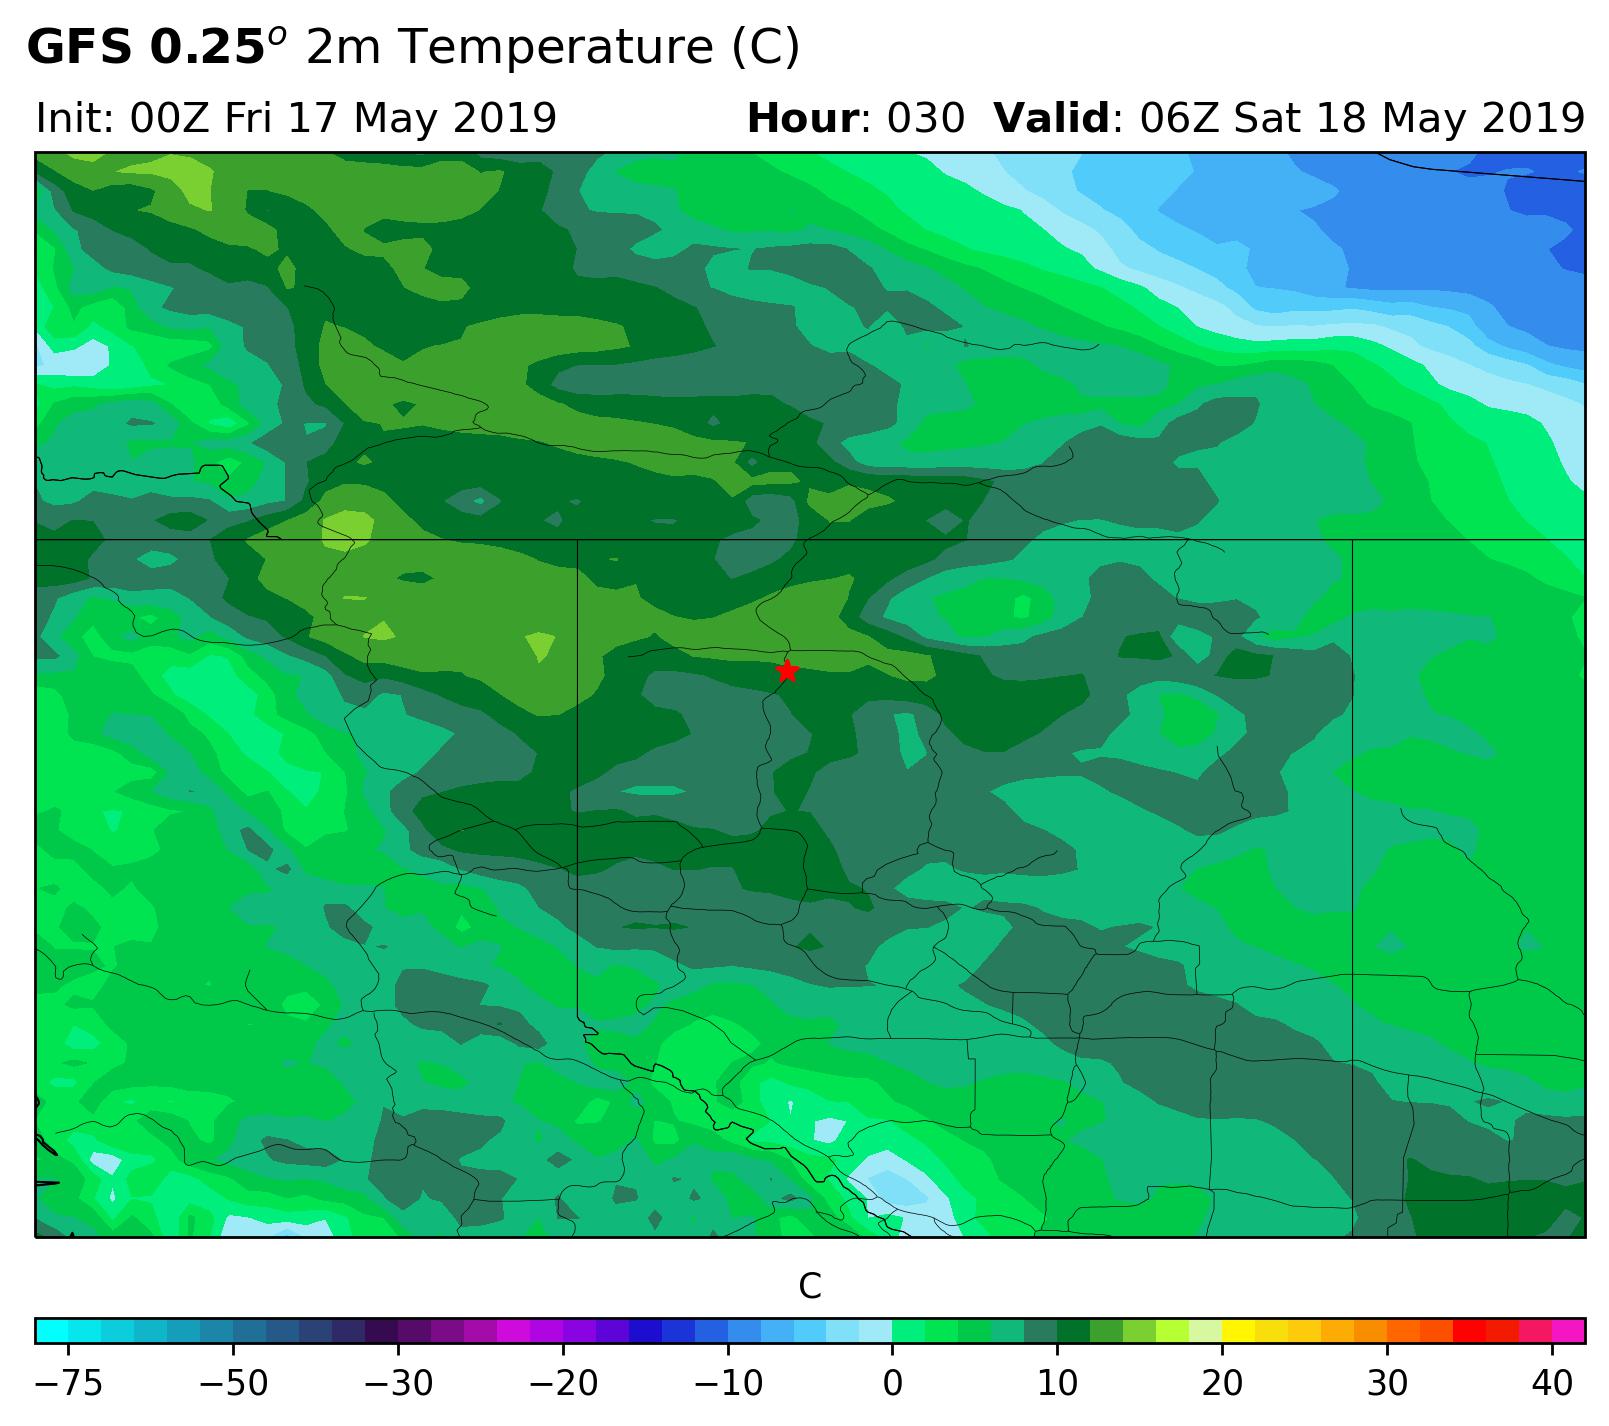 GFS 0.25° 2m Temperature (C)
Init: 00Z Fri 17 May 2019 Hour: 030 Valid: 06Z Sat 18 May 2019
C
−75 −50 −30 −20 −10 0 10 20 30 40